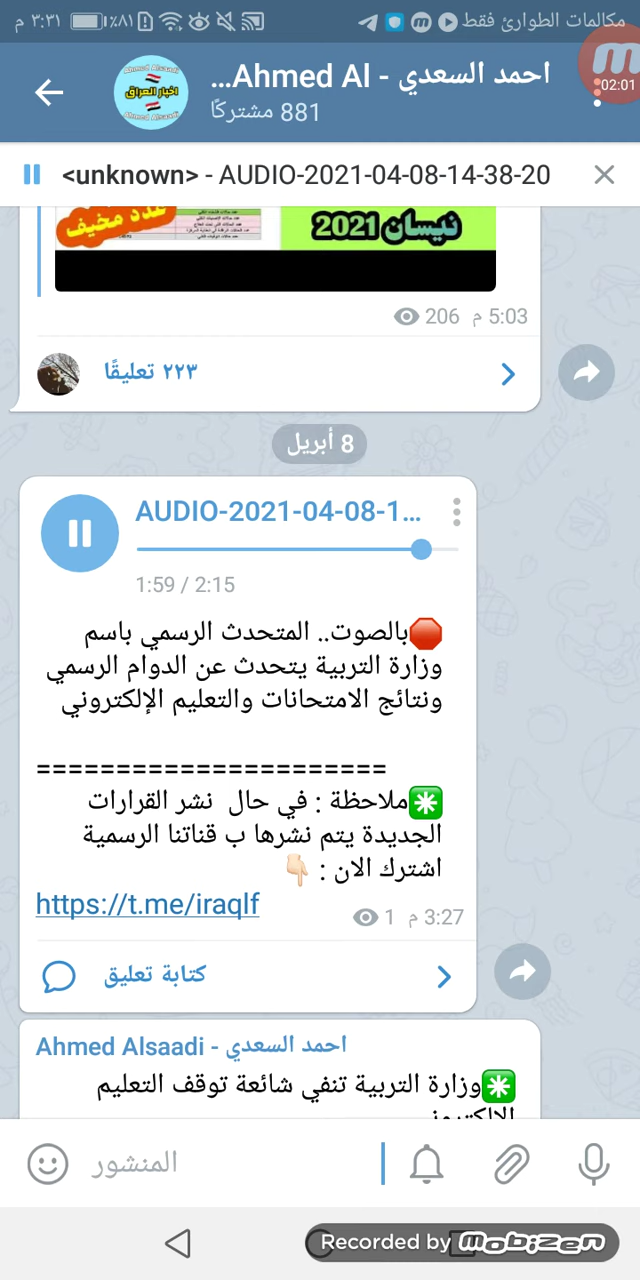 مكالمات الطوارئ فقط
٨١٪ ٣:٣١ م
احمد السعدي - Ahmed Al...
881 مشتركًا
اخبار العراق
02:01
<unknown> - AUDIO-2021-04-08-14-38-20
عدد مخيف
نيسان 2021
206 5:03 م
٢٢٣ تعليقًا
8 أبريل
AUDIO-2021-04-08-1...
1:59 / 2:15
بالصوت.. المتحدث الرسمي باسم
وزارة التربية يتحدث عن الدوام الرسمي
ونتائج الامتحانات والتعليم الإلكتروني
======================
ملاحظة : في حال نشر القرارات
الجديدة يتم نشرها ب قناتنا الرسمية
اشترك الان : 👇🏻
https://t.me/iraqlf
1 3:27 م
كتابة تعليق
احمد السعدي - Ahmed Alsaadi
وزارة التربية تنفي شائعة توقف التعليم
المنشور
Recorded by mobizen